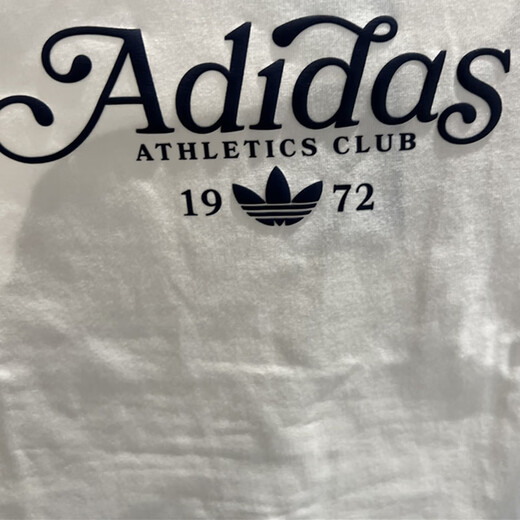 Adidas
ATHLETICS CLUB
19 72